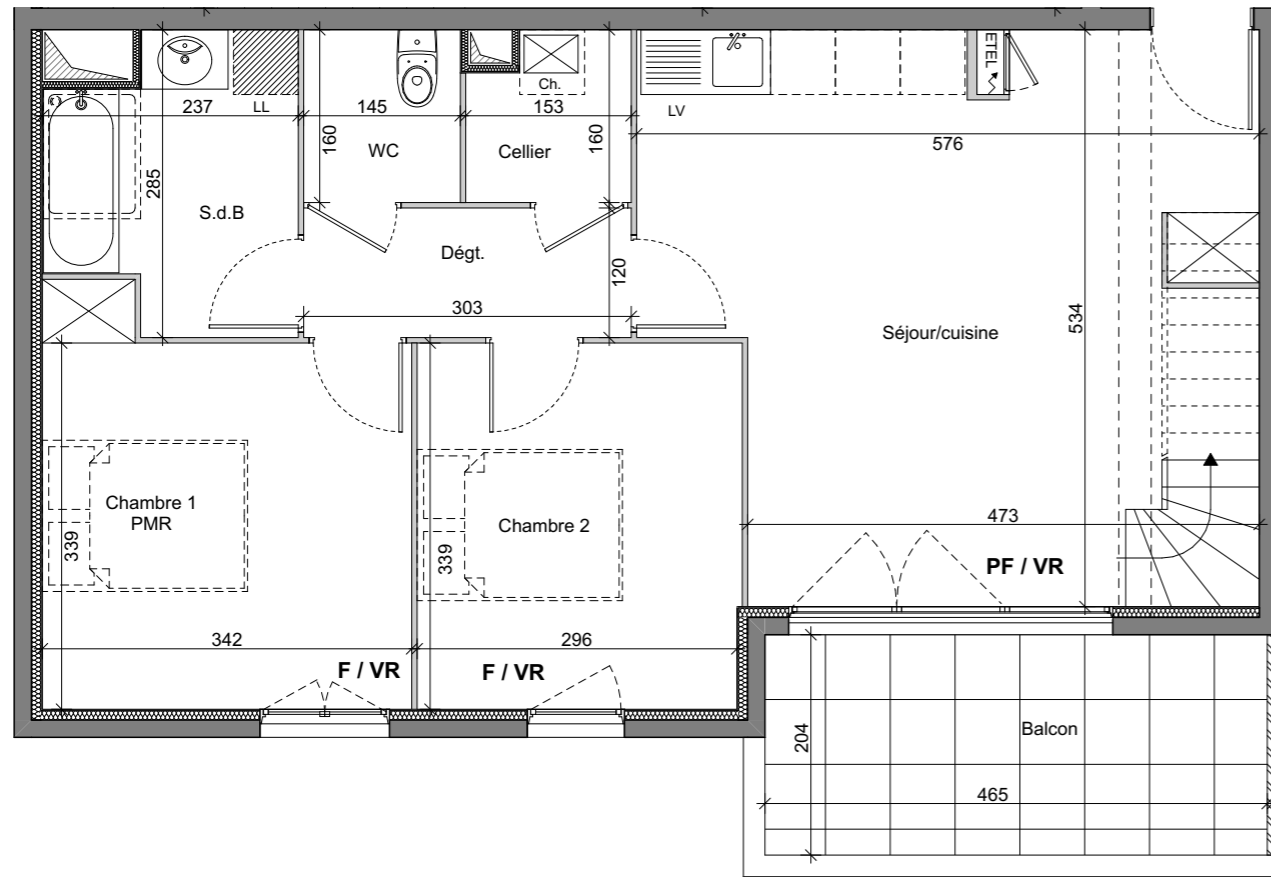 ETEL
Ch.
237
LL
145
153
LV
160
WC
Cellier
160
576
285
S.d.B
Dégt.
120
303
534
Séjour/cuisine
Chambre 1
PMR
339
Chambre 2
339
473
PF / VR
342
F / VR
F / VR
296
204
Balcon
465